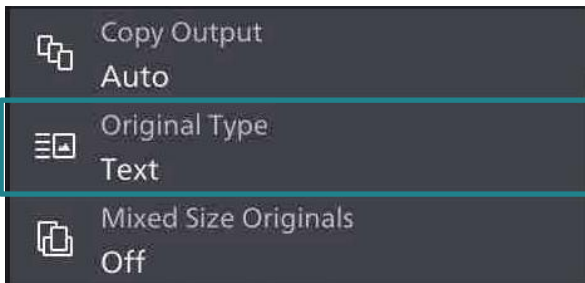 Copy Output
Auto
Original Type
Text
Mixed Size Originals
Off